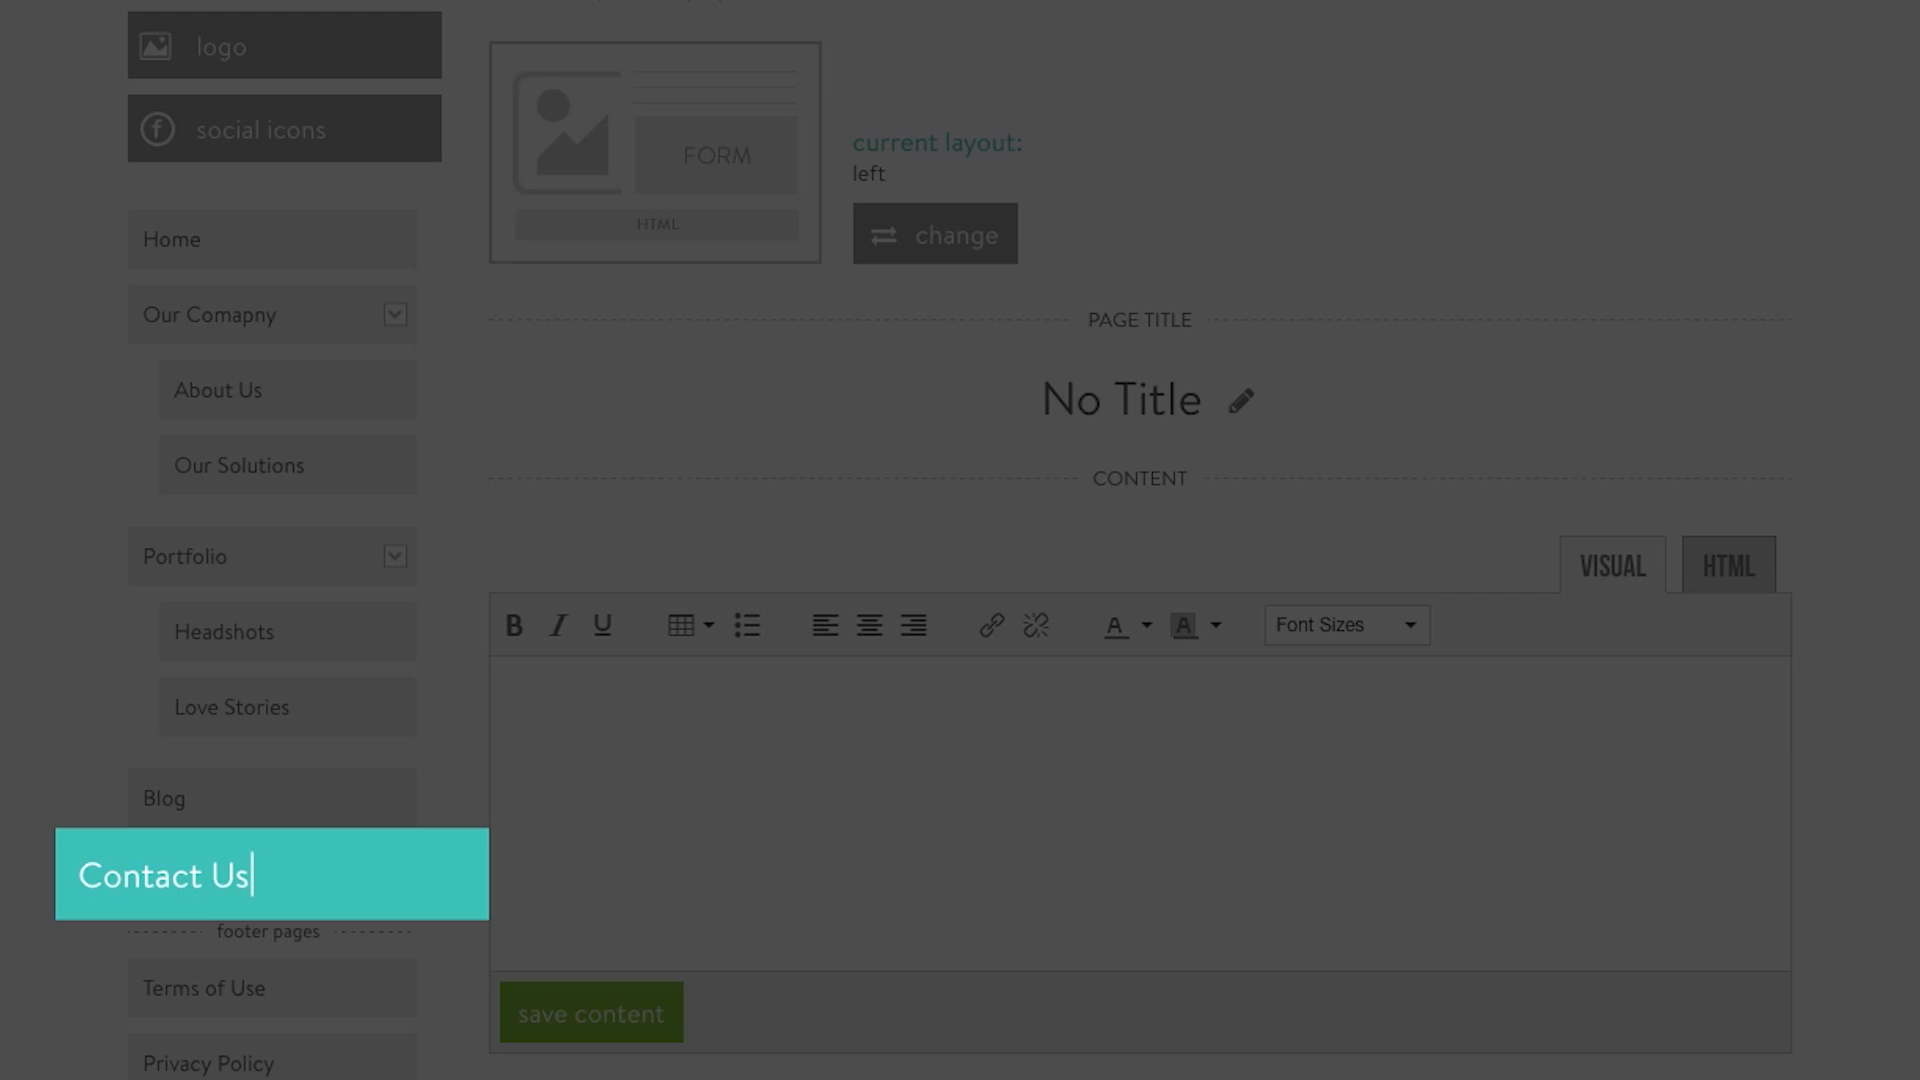 logo
social icons
Home
Our Comapny
About Us
Our Solutions
Portfolio
Headshots
Love Stories
Blog
Contact Us
footer pages
Terms of Use
Privacy Policy
FORM
HTML
current layout:
left
change
PAGE TITLE
No Title
CONTENT
VISUAL HTML
B I U A A Font Sizes
save content